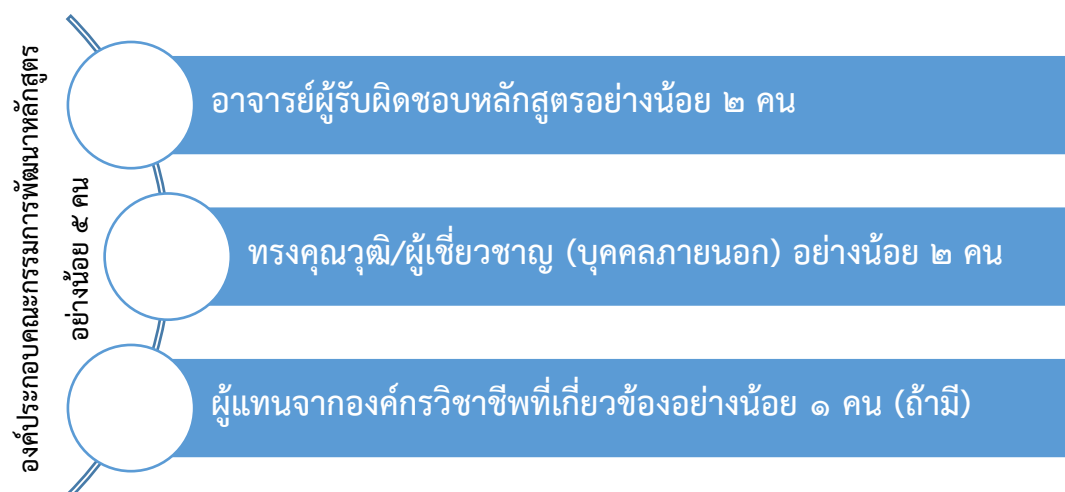 องค์ประกอบคณะกรรมการพัฒนาหลักสูตร
อย่างน้อย ๕ คน
อาจารย์ผู้รับผิดชอบหลักสูตรอย่างน้อย ๒ คน
ทรงคุณวุฒิ/ผู้เชี่ยวชาญ (บุคคลภายนอก) อย่างน้อย ๒ คน
ผู้แทนจากองค์กรวิชาชีพที่เกี่ยวข้องอย่างน้อย ๑ คน (ถ้ามี)